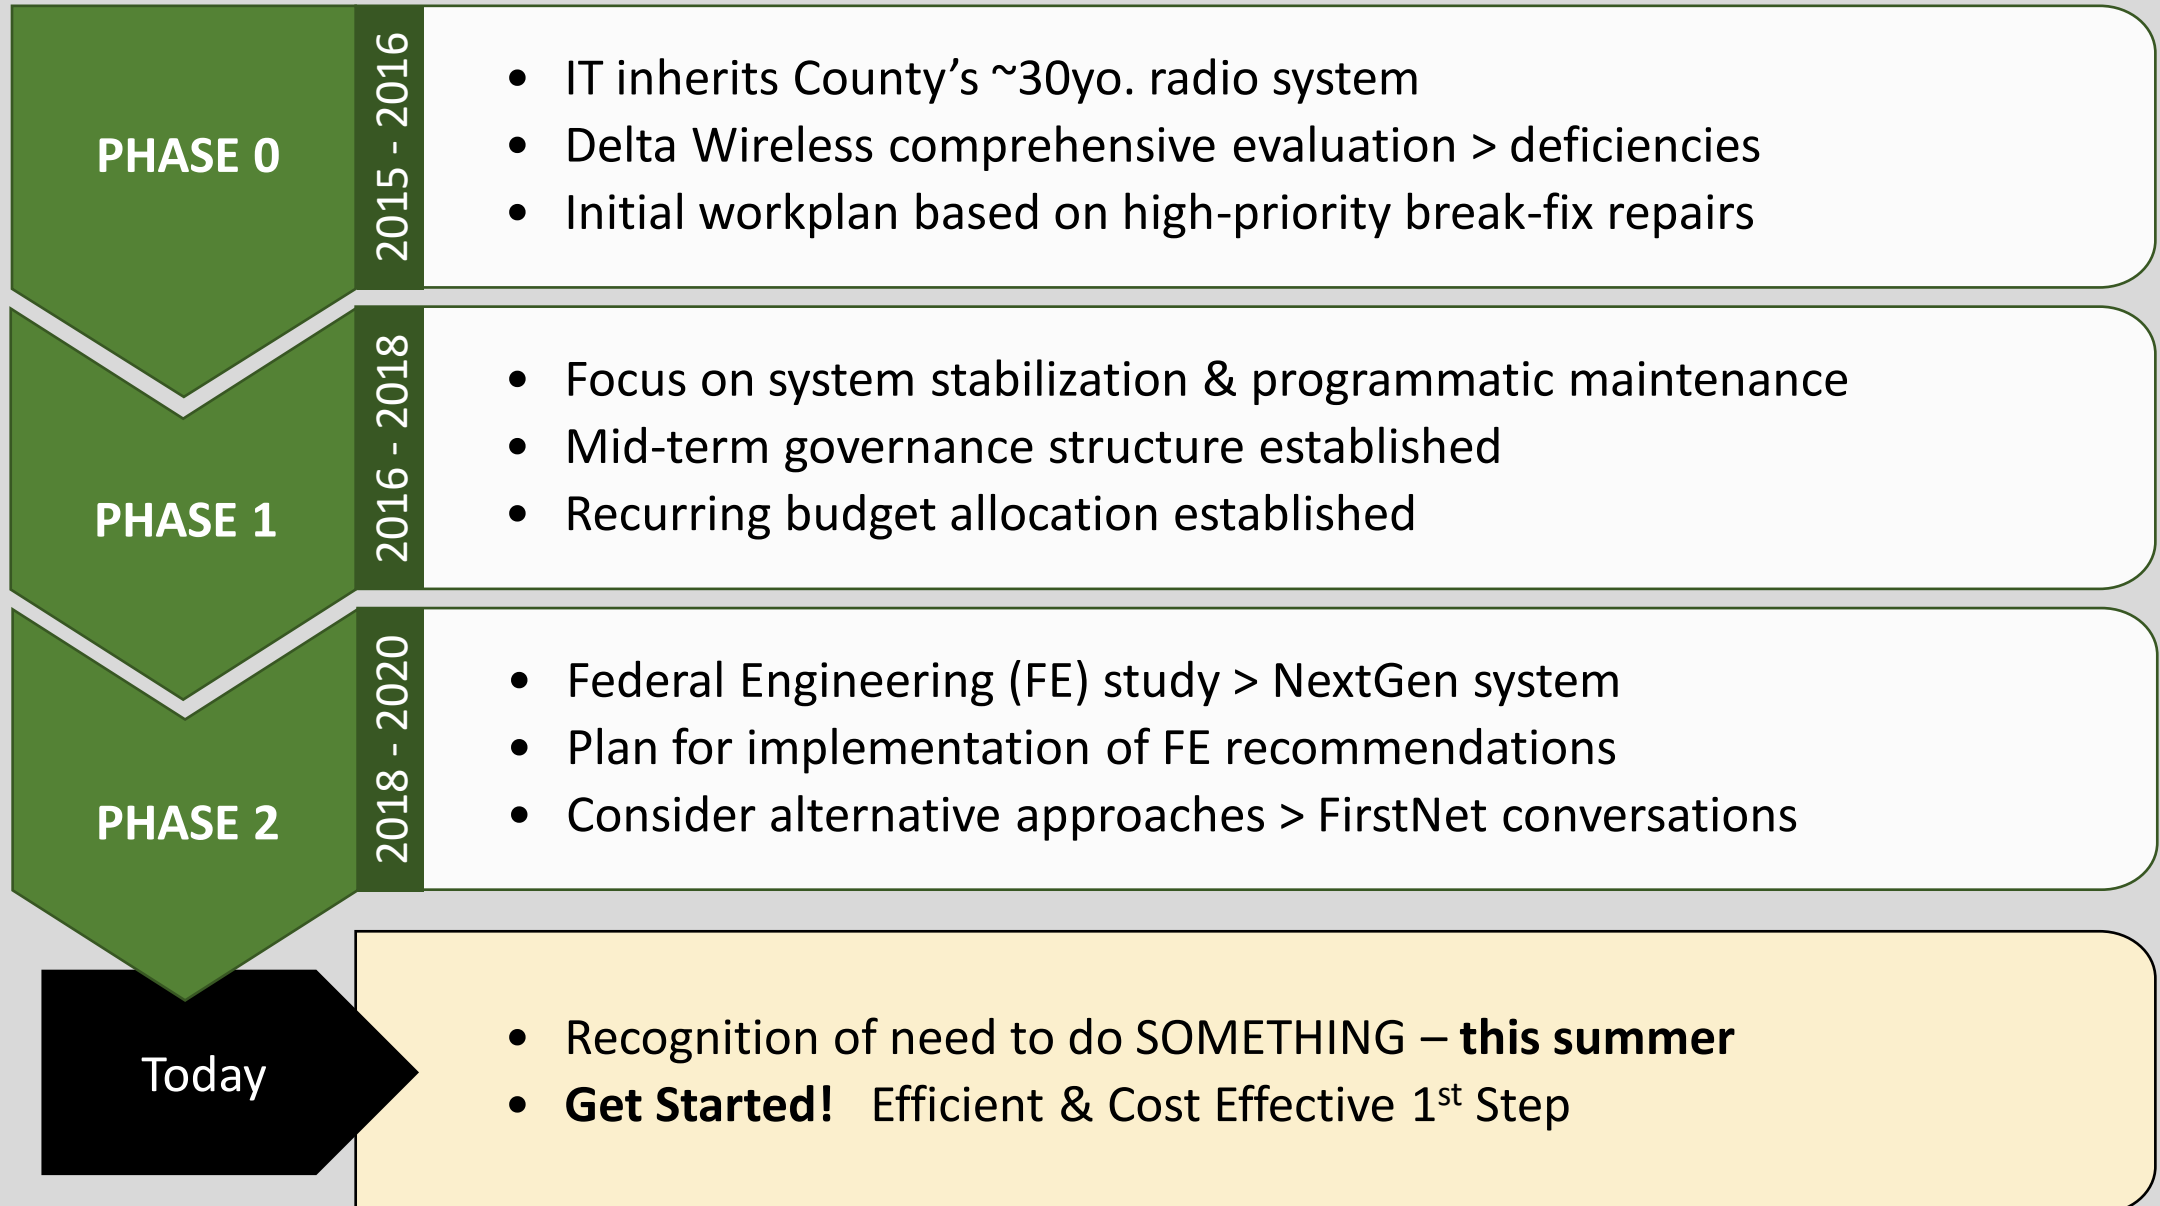 PHASE 0
2015 - 2016
• IT inherits County’s ~30yo. radio system
• Delta Wireless comprehensive evaluation > deficiencies
• Initial workplan based on high-priority break-fix repairs
PHASE 1
2016 - 2018
• Focus on system stabilization & programmatic maintenance
• Mid-term governance structure established
• Recurring budget allocation established
PHASE 2
2018 - 2020
• Federal Engineering (FE) study > NextGen system
• Plan for implementation of FE recommendations
• Consider alternative approaches > FirstNet conversations
Today
• Recognition of need to do SOMETHING – this summer
• Get Started! Efficient & Cost Effective 1st Step